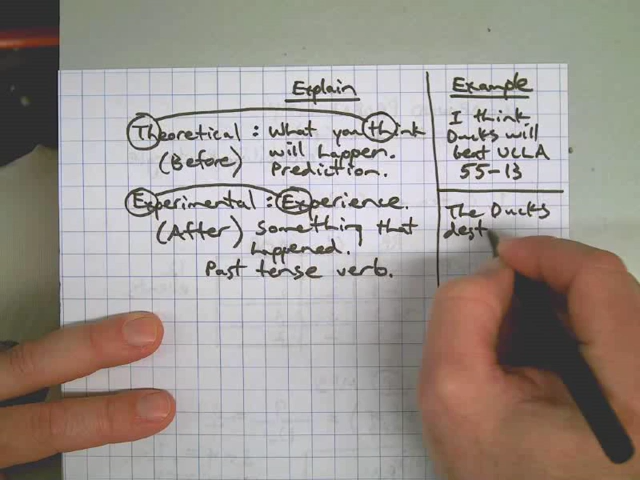 Explain
Theoretical : What you think
(Before) will happen.
Prediction.
Experimental : Experience.
(After) Something that
happened.
Past tense verb.
Example
I think
Ducks will
beat UCLA
55-13
The Ducks
dest